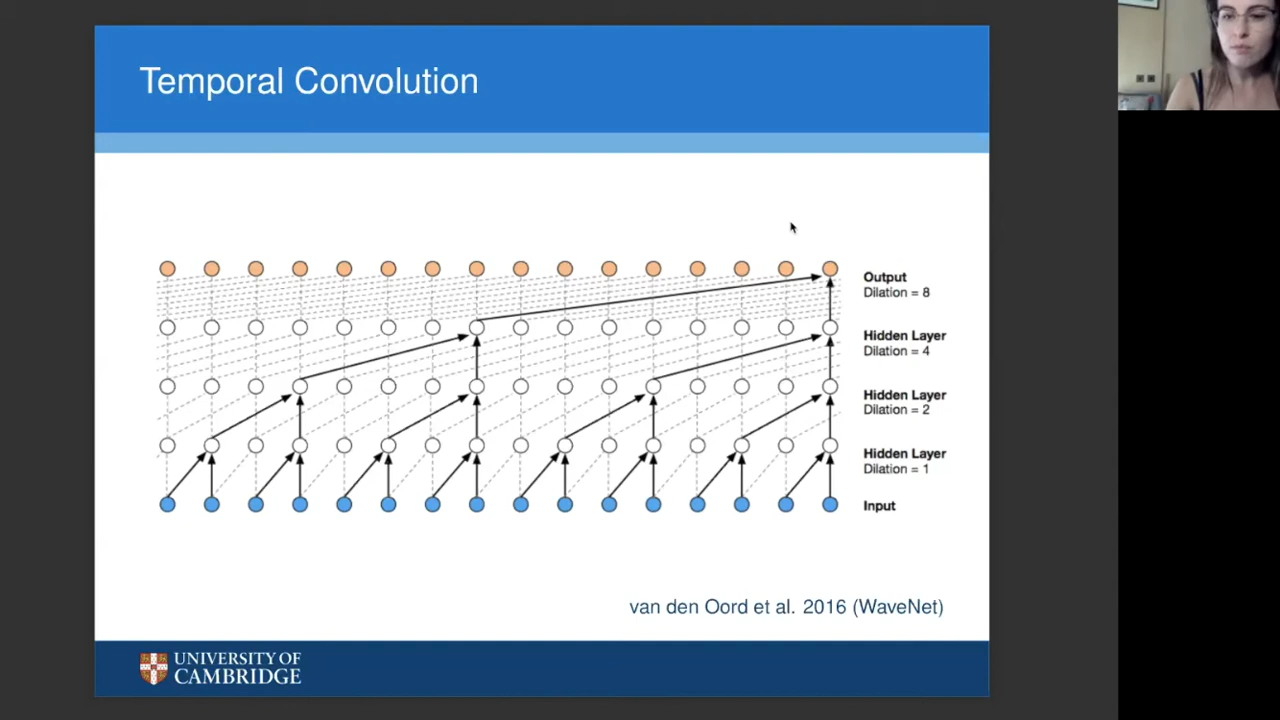 Temporal Convolution
Output
Dilation = 8
Hidden Layer
Dilation = 4
Hidden Layer
Dilation = 2
Hidden Layer
Dilation = 1
Input
van den Oord et al. 2016 (WaveNet)
UNIVERSITY OF
CAMBRIDGE